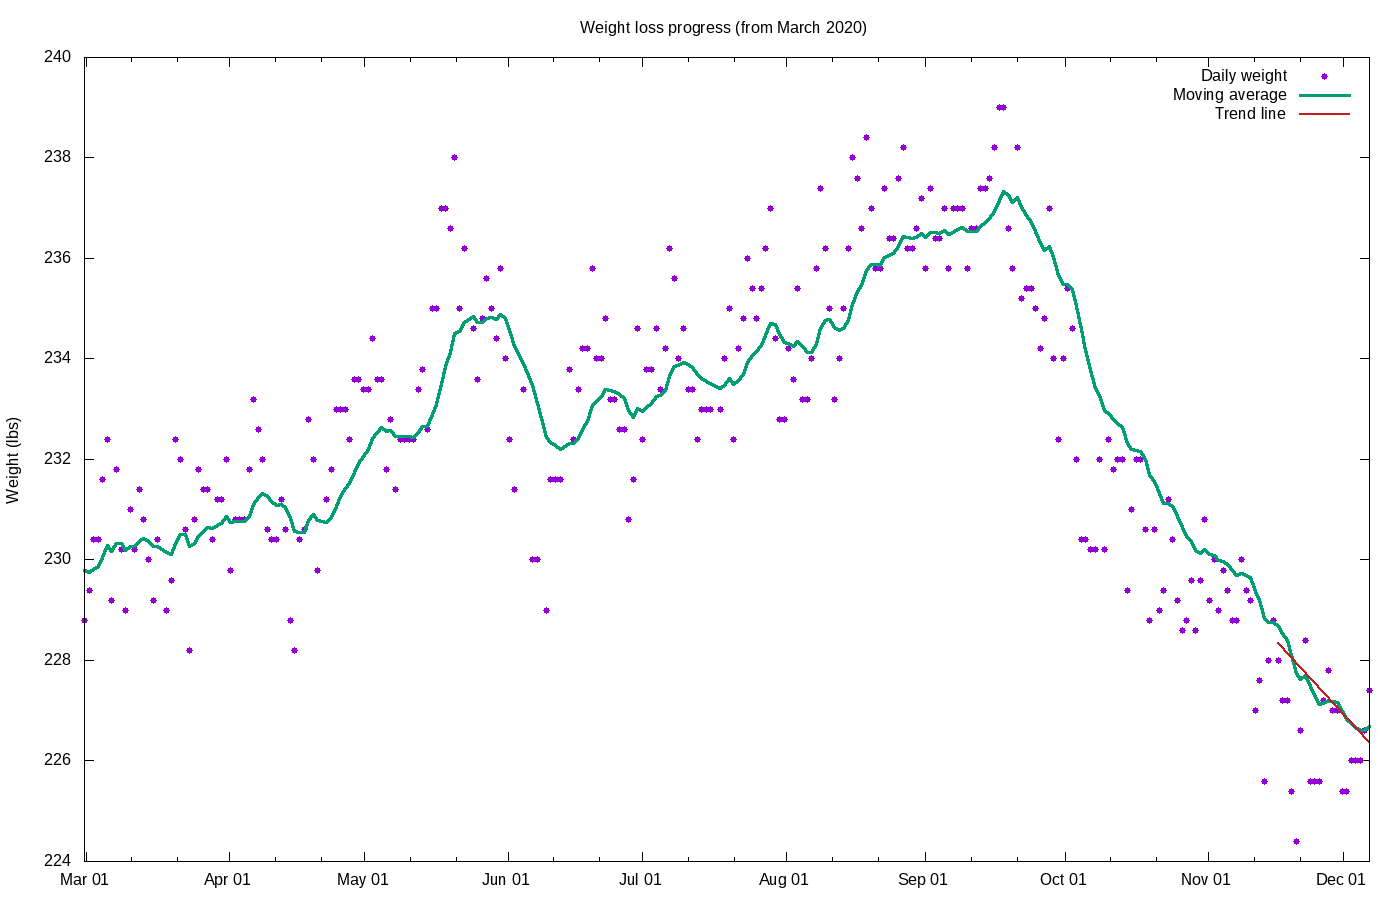 Weight loss progress (from March 2020)
Daily weight
Moving average
Trend line
Weight (lbs)
240
238
236
234
232
230
228
226
224
Mar 01 Apr 01 May 01 Jun 01 Jul 01 Aug 01 Sep 01 Oct 01 Nov 01 Dec 01